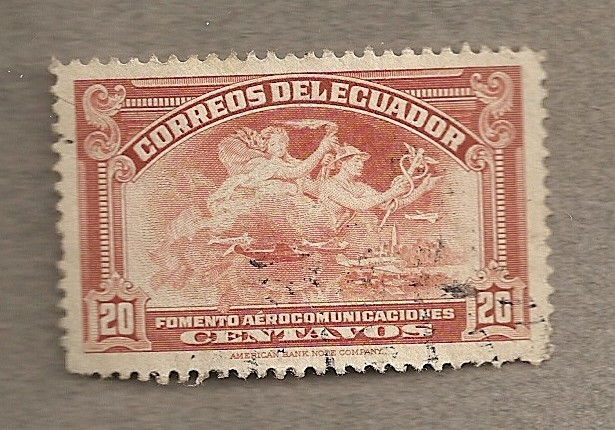 CORREOS DEL ECUADOR
20 20
FOMENTO AÉROCOMUNICACIONES
CENTAVOS
AMERICAN BANK NOTE COMPANY.